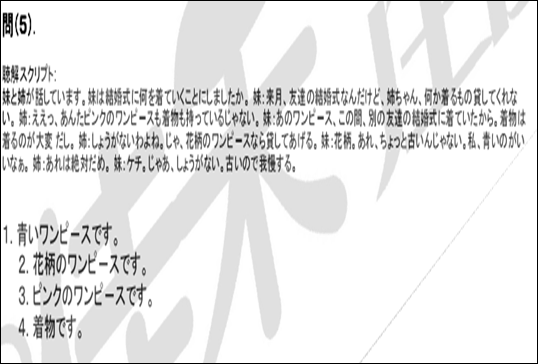 問(5).
聴解スクリプト:
妹と姉が話しています。妹は結婚式に何を着ていくことにしましたか。 妹：来月、友達の結婚式なんだけど、姉ちゃん、何か着るもの貸してくれな
い。姉：ええっ、あんたピンクのワンピースも着物も持っているじゃない。妹：あのワンピース、この間、別の友達の結婚式に着ていたから。着物は
着るのが大変 だし。姉：しょうがないわよね。じゃ、花柄のワンピースなら貸してあげる。妹：花柄。あれ、ちょっと古いんじゃない。私、青いのがい
いなぁ。姉：あれは絶対だめ。妹：ケチ。じゃあ、しょうがない。古いので我慢する。
1. 青いワンピースです。
2. 花柄のワンピースです。
3. ピンクのワンピースです。
4. 着物です。